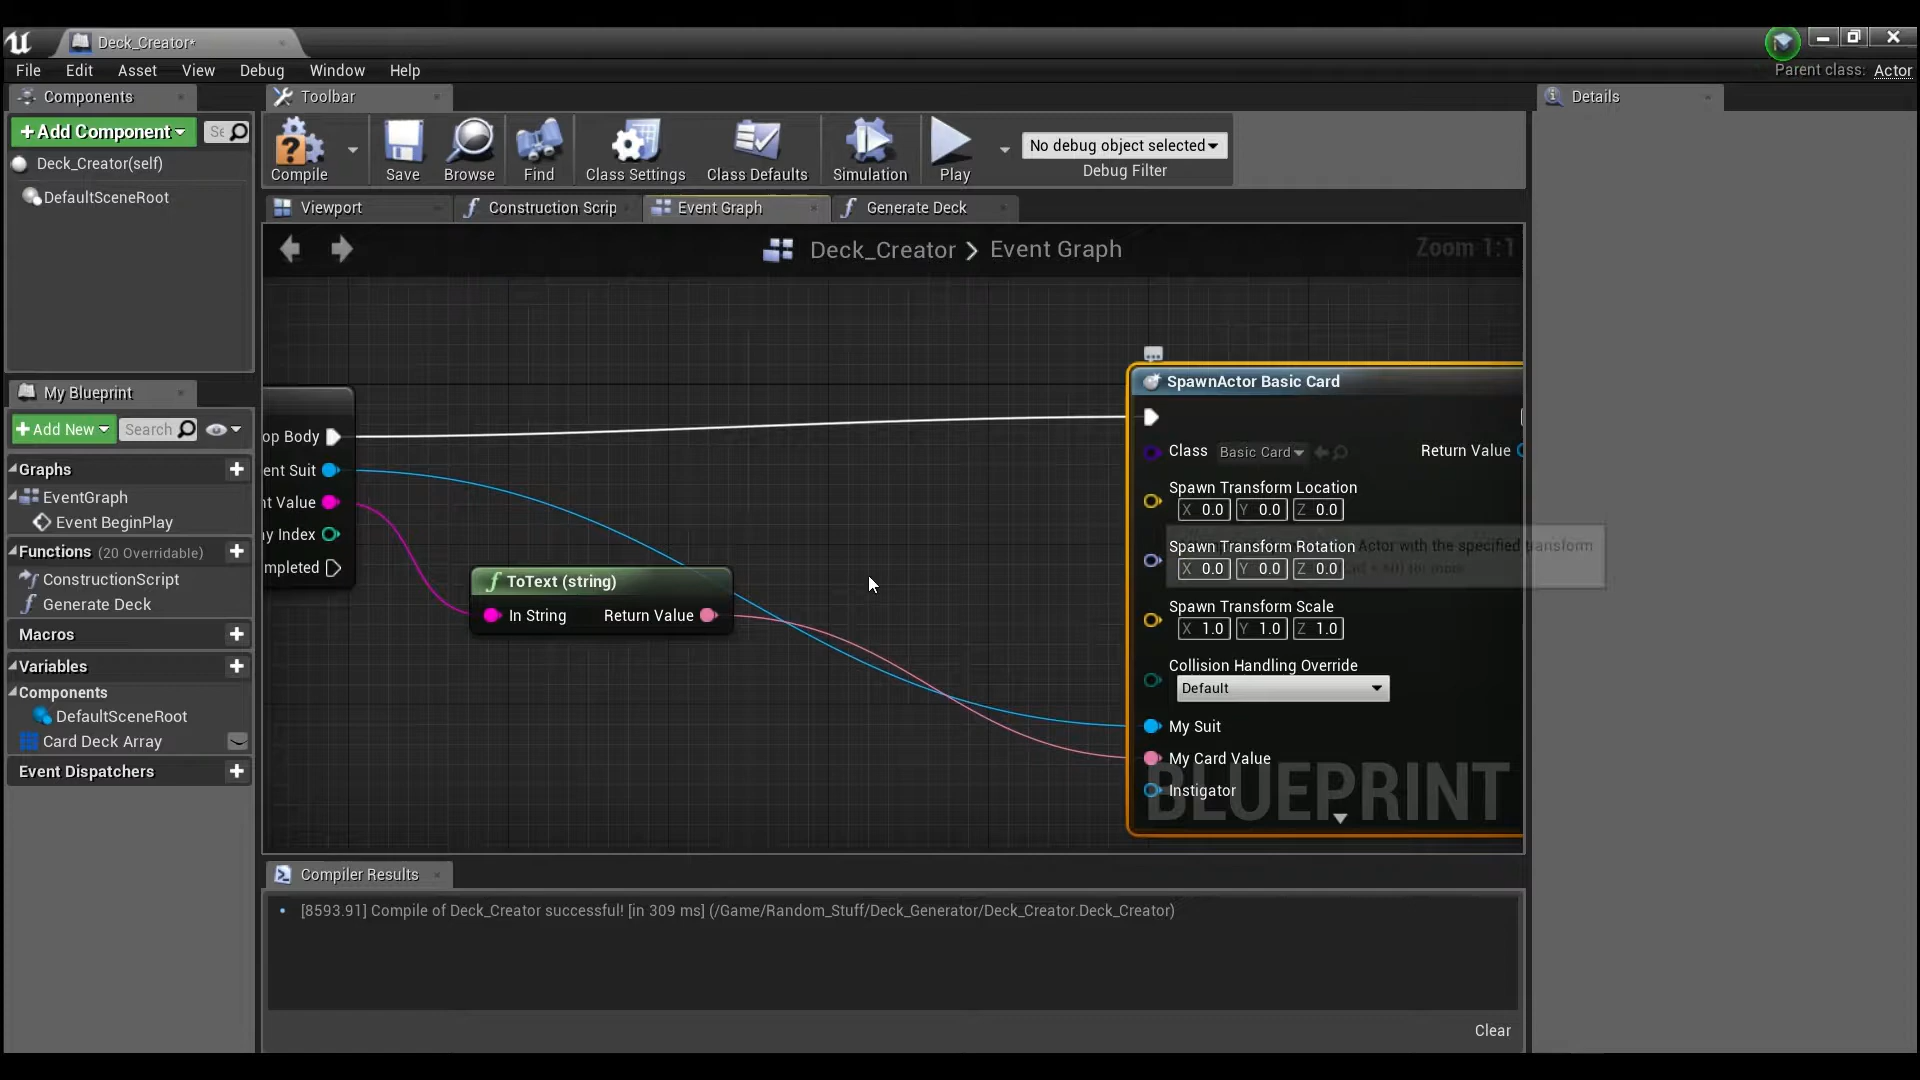 Deck_Creator*
File Edit Asset View Debug Window Help
Parent class: Actor
Components
Toolbar
Details
+Add Component
Se
Deck_Creator(self)
DefaultSceneRoot
Compile Save Browse Find Class Settings Class Defaults Simulation Play
No debug object selected
Debug Filter
Viewport
Construction Scrip
Event Graph
Generate Deck
Deck_Creator > Event Graph
Zoom 1:1
My Blueprint
+Add New
Search
Graphs
EventGraph
Event BeginPlay
Functions (20 Overridable)
ConstructionScript
Generate Deck
Macros
Variables
Components
DefaultSceneRoot
Card Deck Array
Event Dispatchers
op Body
ent Suit
nt Value
y Index
mpleted
ToText (string)
In String Return Value
SpawnActor Basic Card
Class Basic Card Return Value
Spawn Transform Location
X 0.0 Y 0.0 Z 0.0
Spawn Transform Rotation
Actor with the specified transform
X 0.0 Y 0.0 Z 0.0
Spawn Transform Scale
X 1.0 Y 1.0 Z 1.0
Collision Handling Override
Default
My Suit
My Card Value
Instigator
BLUEPRINT
Compiler Results
[8593.91] Compile of Deck_Creator successful! [in 309 ms] (/Game/Random_Stuff/Deck_Generator/Deck_Creator.Deck_Creator)
Clear